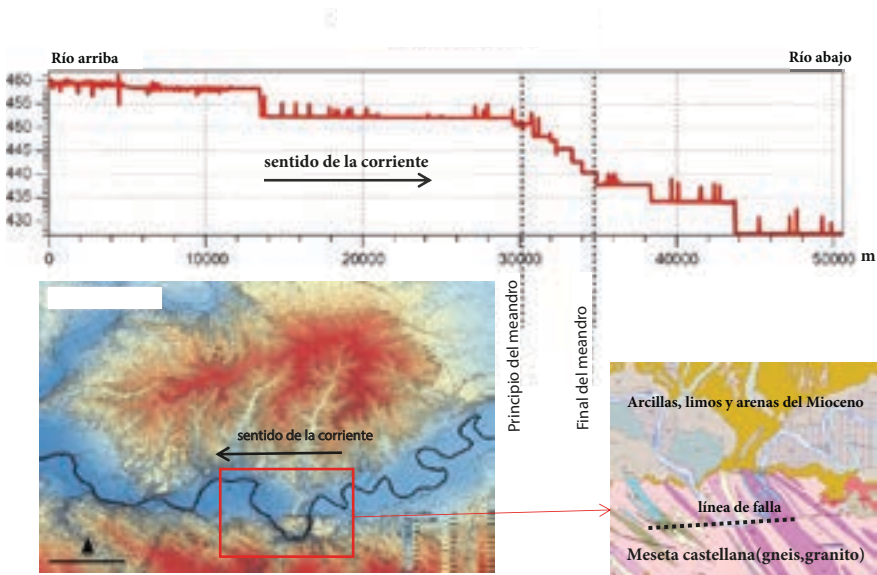 Río arriba
Río abajo
460
455
450
440
435
430
sentido de la corriente
0
10000
20000
30000
40000
50000
m
Principio del meandro
Final del meandro
sentido de la corriente
Arcillas, limos y arenas del Mioceno
línea de falla
Meseta castellana(gneis,granito)